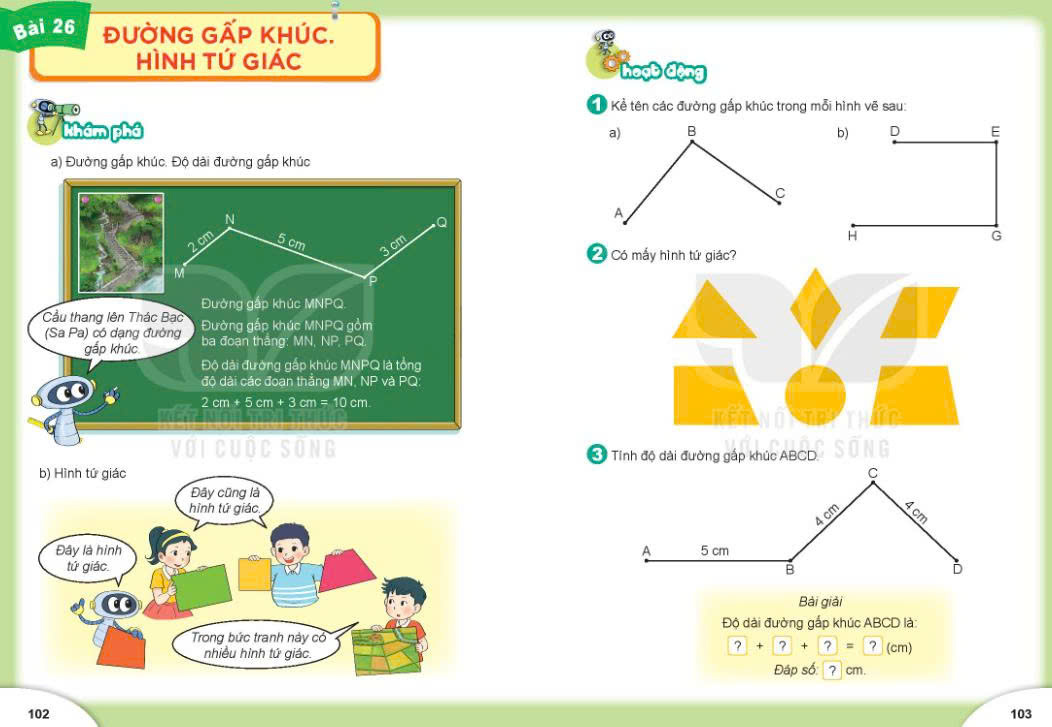 Bài 26
ĐƯỜNG GẤP KHÚC.
HÌNH TỨ GIÁC
khám phá
a) Đường gấp khúc. Độ dài đường gấp khúc
N
Q
2 cm
5 cm
3 cm
M
P
Cầu thang lên Thác Bạc
(Sa Pa) có dạng đường
gấp khúc.
Đường gấp khúc MNPQ.
Đường gấp khúc MNPQ gồm
ba đoạn thẳng: MN, NP, PQ.
Độ dài đường gấp khúc MNPQ là tổng
độ dài các đoạn thẳng MN, NP và PQ:
2 cm + 5 cm + 3 cm = 10 cm.
KẾT NỐI TRI THỨC
VỚI CUỘC SỐNG
b) Hình tứ giác
Đây cũng là
hình tứ giác.
Đây là hình
tứ giác.
Trong bức tranh này có
nhiều hình tứ giác.
102
hoạt động
1 Kể tên các đường gấp khúc trong mỗi hình vẽ sau:
a)
B
A
C
b)
D
E
H
G
2 Có mấy hình tứ giác?
KẾT NỐI TRI THỨC
VỚI CUỘC SỐNG
3 Tính độ dài đường gấp khúc ABCD.
C
4 cm
4 cm
A
5 cm
B
D
Bài giải
Độ dài đường gấp khúc ABCD là:
? + ? + ? = ? (cm)
Đáp số: ? cm.
103